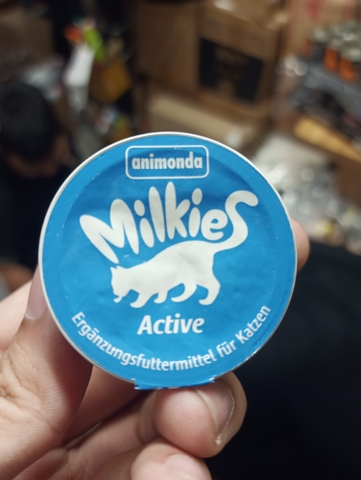 animonda
Milkies
Active
Ergänzungsfuttermittel für Katzen